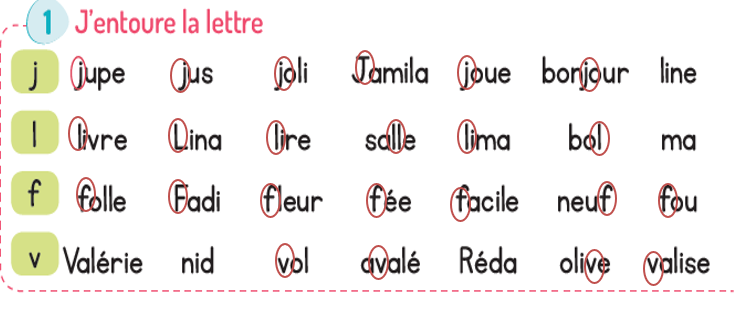 1 J'entoure la lettre
j jupe jus joli Jamila joue bonjour line
l livre Lina lire salle lima bol ma
f folle Fadi fleur fée facile neuf fou
v Valérie nid vol avalé Réda olive valise